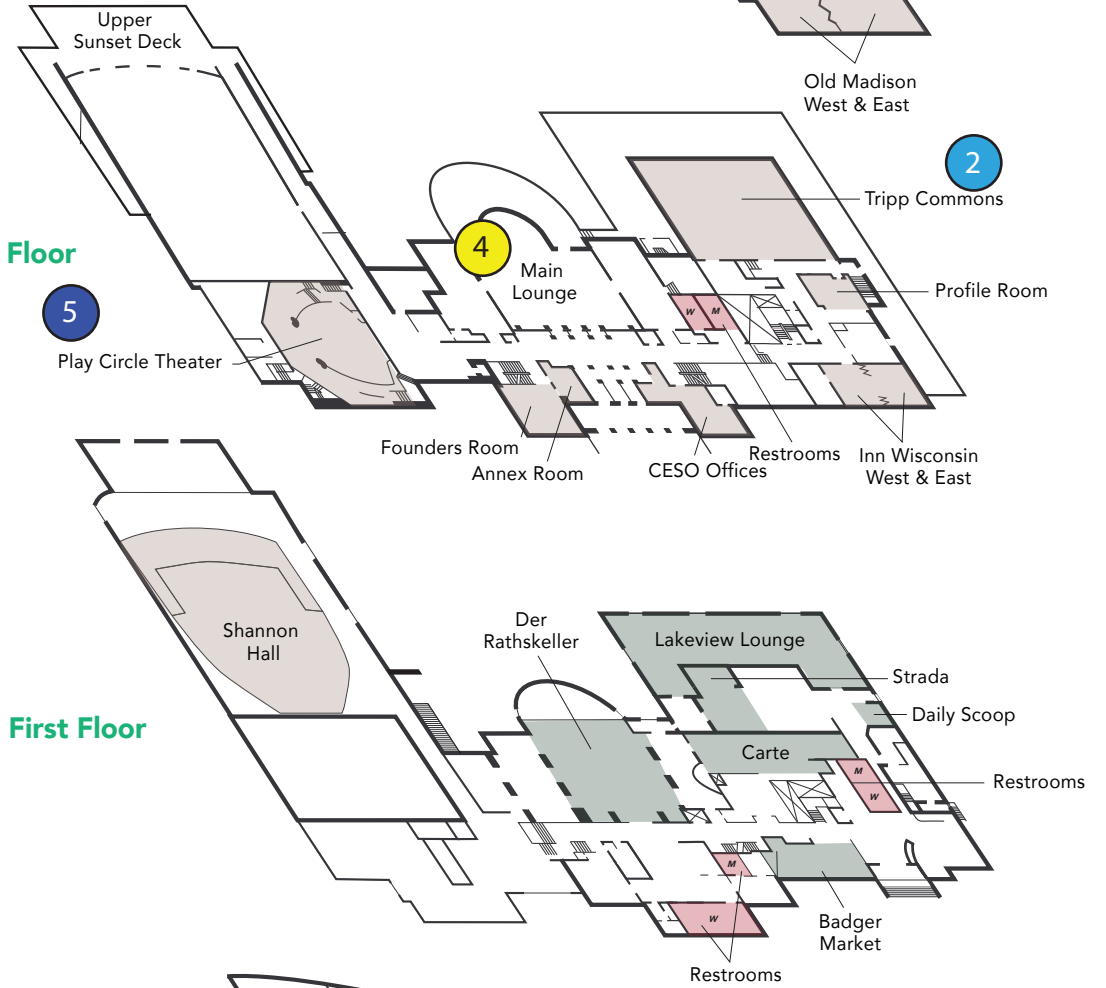 Upper
Sunset Deck
Old Madison
West & East
2
Tripp Commons
4
Main
Lounge
Floor
5
Profile Room
W
M
Play Circle Theater
Founders Room
Annex Room
CESO Offices
Restrooms
Inn Wisconsin
West & East
Der
Rathskeller
Shannon
Hall
Lakeview Lounge
Strada
First Floor
Daily Scoop
Carte
M
W
Restrooms
M
W
Badger
Market
Restrooms